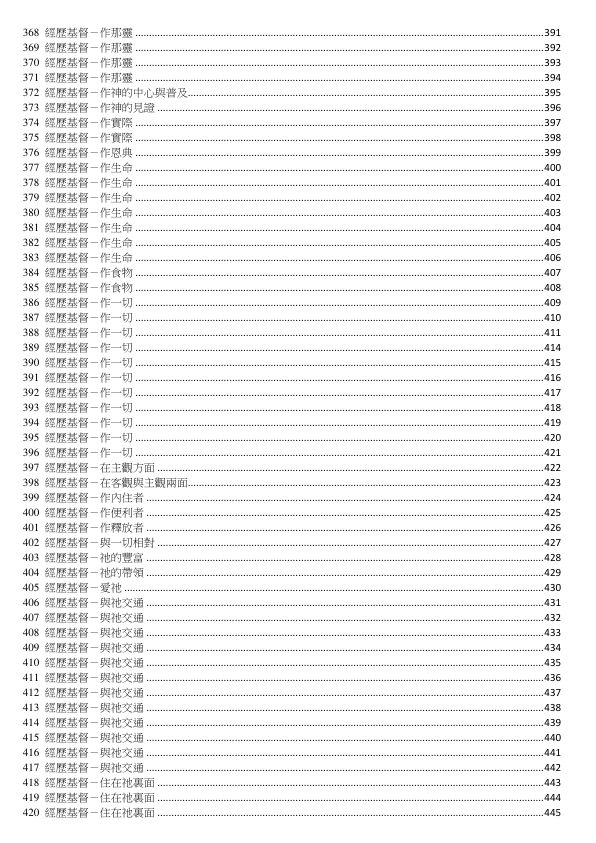 368 經歷基督－作那靈 ........ 391
369 經歷基督－作那靈 ........ 392
370 經歷基督－作那靈 ........ 393
371 經歷基督－作那靈 ........ 394
372 經歷基督－作神的中心與普及 ........ 395
373 經歷基督－作神的見證 ........ 396
374 經歷基督－作實際 ........ 397
375 經歷基督－作實際 ........ 398
376 經歷基督－作恩典 ........ 399
377 經歷基督－作生命 ........ 400
378 經歷基督－作生命 ........ 401
379 經歷基督－作生命 ........ 402
380 經歷基督－作生命 ........ 403
381 經歷基督－作生命 ........ 404
382 經歷基督－作生命 ........ 405
383 經歷基督－作生命 ........ 406
384 經歷基督－作食物 ........ 407
385 經歷基督－作食物 ........ 408
386 經歷基督－作一切 ........ 409
387 經歷基督－作一切 ........ 410
388 經歷基督－作一切 ........ 411
389 經歷基督－作一切 ........ 414
390 經歷基督－作一切 ........ 415
391 經歷基督－作一切 ........ 416
392 經歷基督－作一切 ........ 417
393 經歷基督－作一切 ........ 418
394 經歷基督－作一切 ........ 419
395 經歷基督－作一切 ........ 420
396 經歷基督－作一切 ........ 421
397 經歷基督－在主觀方面 ........ 422
398 經歷基督－在客觀與主觀兩面 ........ 423
399 經歷基督－作內住者 ........ 424
400 經歷基督－作便利者 ........ 425
401 經歷基督－作釋放者 ........ 426
402 經歷基督－與一切相對 ........ 427
403 經歷基督－祂的豐富 ........ 428
404 經歷基督－祂的帶領 ........ 429
405 經歷基督－愛祂 ........ 430
406 經歷基督－與祂交通 ........ 431
407 經歷基督－與祂交通 ........ 432
408 經歷基督－與祂交通 ........ 433
409 經歷基督－與祂交通 ........ 434
410 經歷基督－與祂交通 ........ 435
411 經歷基督－與祂交通 ........ 436
412 經歷基督－與祂交通 ........ 437
413 經歷基督－與祂交通 ........ 438
414 經歷基督－與祂交通 ........ 439
415 經歷基督－與祂交通 ........ 440
416 經歷基督－與祂交通 ........ 441
417 經歷基督－與祂交通 ........ 442
418 經歷基督－住在祂裏面 ........ 443
419 經歷基督－住在祂裏面 ........ 444
420 經歷基督－住在祂裏面 ........ 445